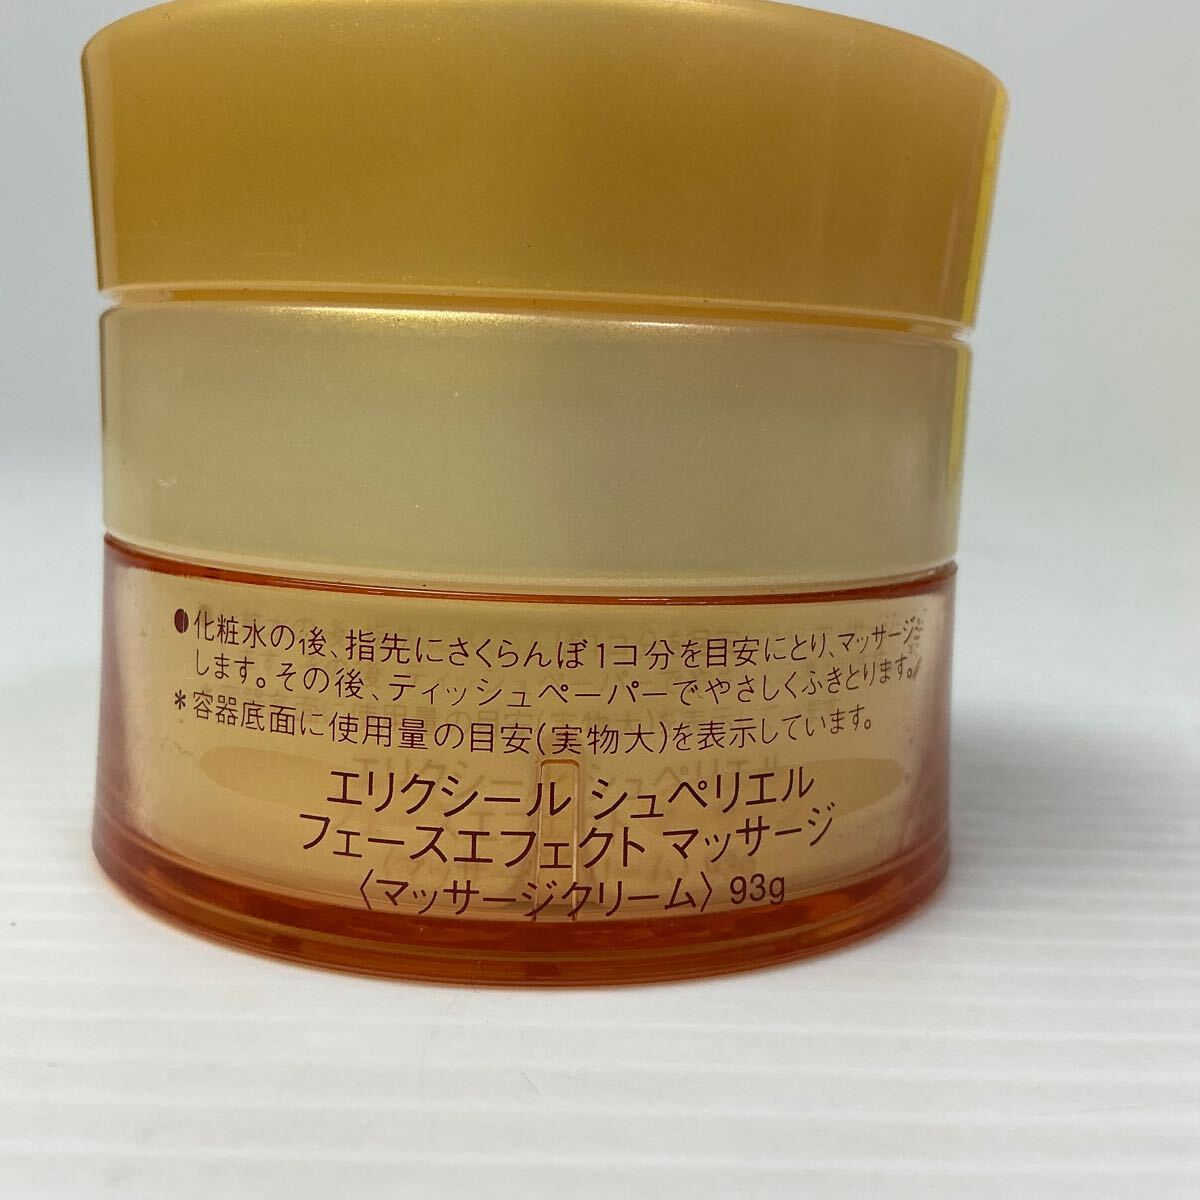 ●化粧水の後、指先にさくらんぼ1コ分を目安にとり、マッサージ
します。その後、ティッシュペーパーでやさしくふきとります。
*容器底面に使用量の目安(実物大)を表示しています。
エリクシール シュペリエル
フェースエフェクト マッサージ
〈マッサージクリーム〉 93g